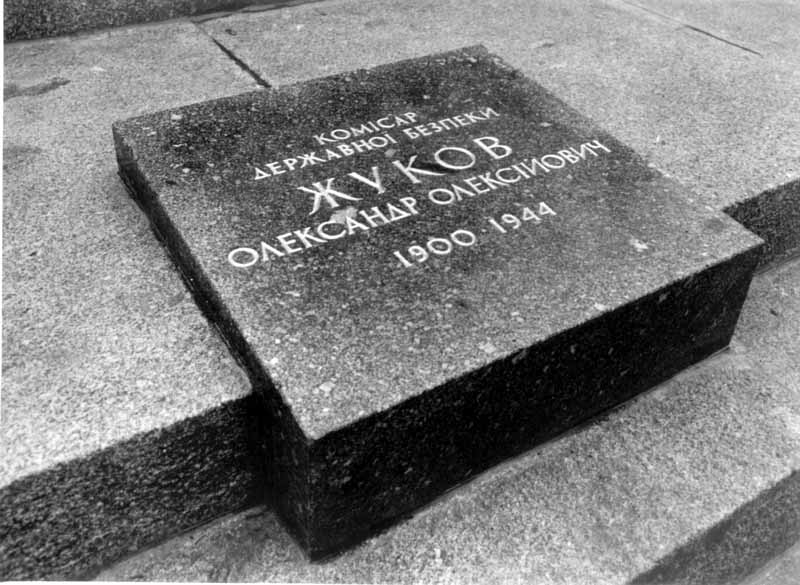 КОМІСАР
ДЕРЖАВНОЇ БЕЗПЕКИ
ЖУКОВ
ОЛЕКСАНДР ОЛЕКСІЙОВИЧ
1900 · 1944